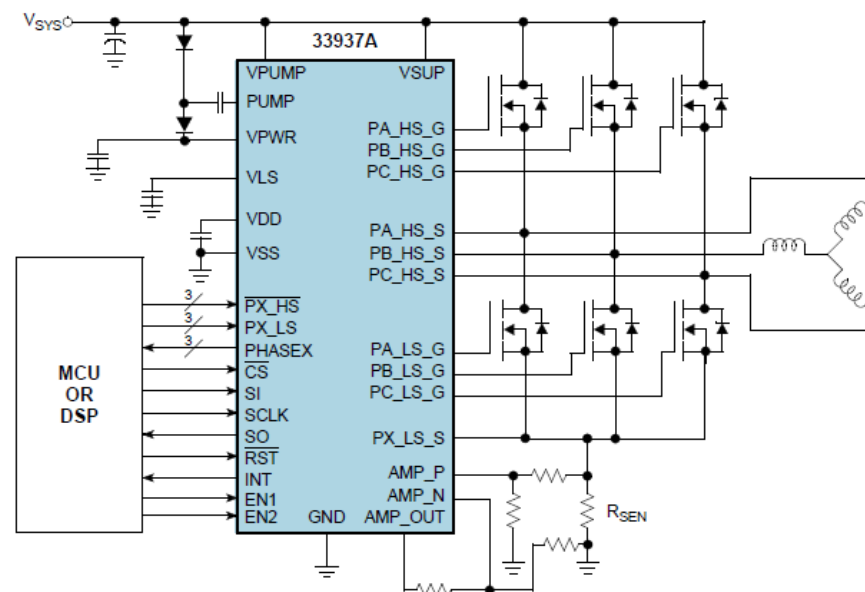 VSYS
33937A
VPUMP
VSUP
PUMP
VPWR
VLS
VDD
VSS
PA_HS_G
PB_HS_G
PC_HS_G
PA_HS_S
PB_HS_S
PC_HS_S
MCU
OR
DSP
3
3
3
PX_HS
PX_LS
PHASEX
CS
SI
SCLK
SO
RST
INT
EN1
EN2
GND
PA_LS_G
PB_LS_G
PC_LS_G
PX_LS_S
AMP_P
AMP_N
AMP_OUT
RSEN